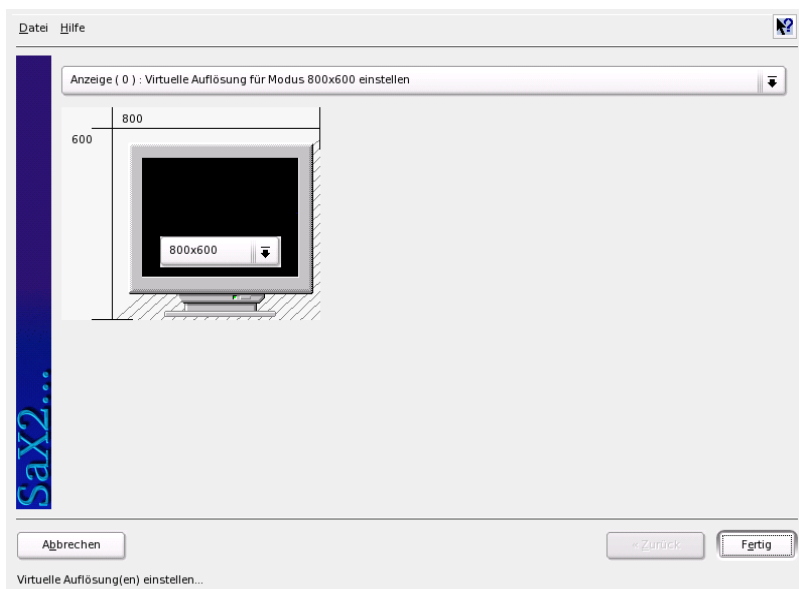 Datei Hilfe
Anzeige ( 0 ) : Virtuelle Auflösung für Modus 800x600 einstellen
800
600
800x600
SaX2...
Abbrechen
« Zurück
Fertig
Virtuelle Auflösung(en) einstellen...